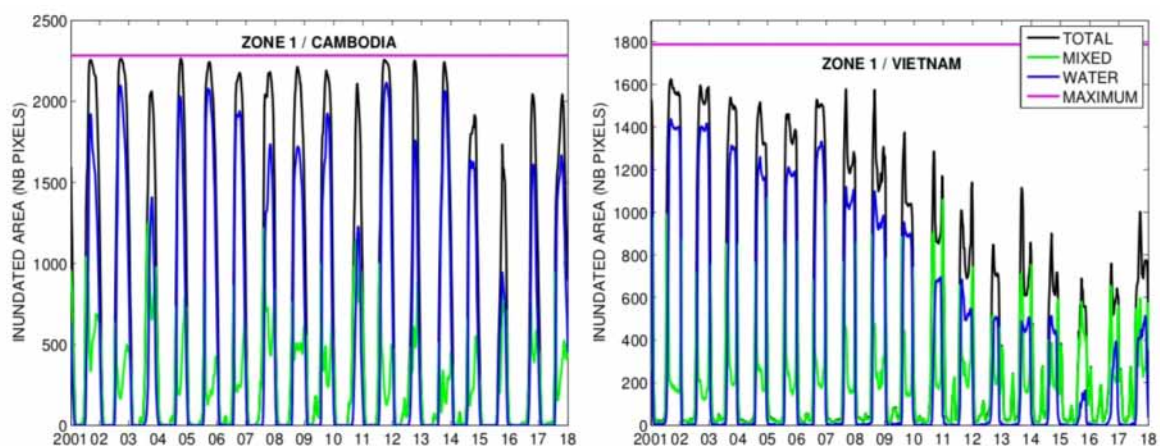 ZONE 1 / CAMBODIA
INUNDATED AREA (NB PIXELS)
2500
2000
1500
1000
500
0
2001 02 03 04 05 06 07 08 09 10 11 12 13 14 15 16 17 18
ZONE 1 / VIETNAM
TOTAL
MIXED
WATER
MAXIMUM
INUNDATED AREA (NB PIXELS)
1800
1600
1400
1200
1000
800
600
400
200
0
2001 02 03 04 05 06 07 08 09 10 11 12 13 14 15 16 17 18